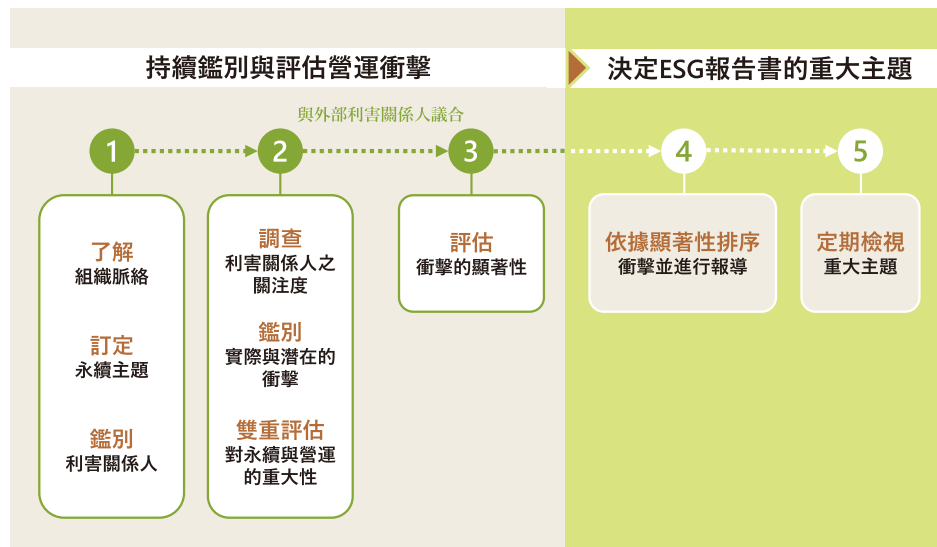 持續鑑別與評估營運衝擊
決定ESG報告書的重大主題
與外部利害關係人議合
1
2
3
4
5
了解
組織脈絡
訂定
永續主題
鑑別
利害關係人
調查
利害關係人之
關注度
鑑別
實際與潛在的
衝擊
雙重評估
對永續與營運
的重大性
評估
衝擊的顯著性
依據顯著性排序
衝擊並進行報導
定期檢視
重大主題